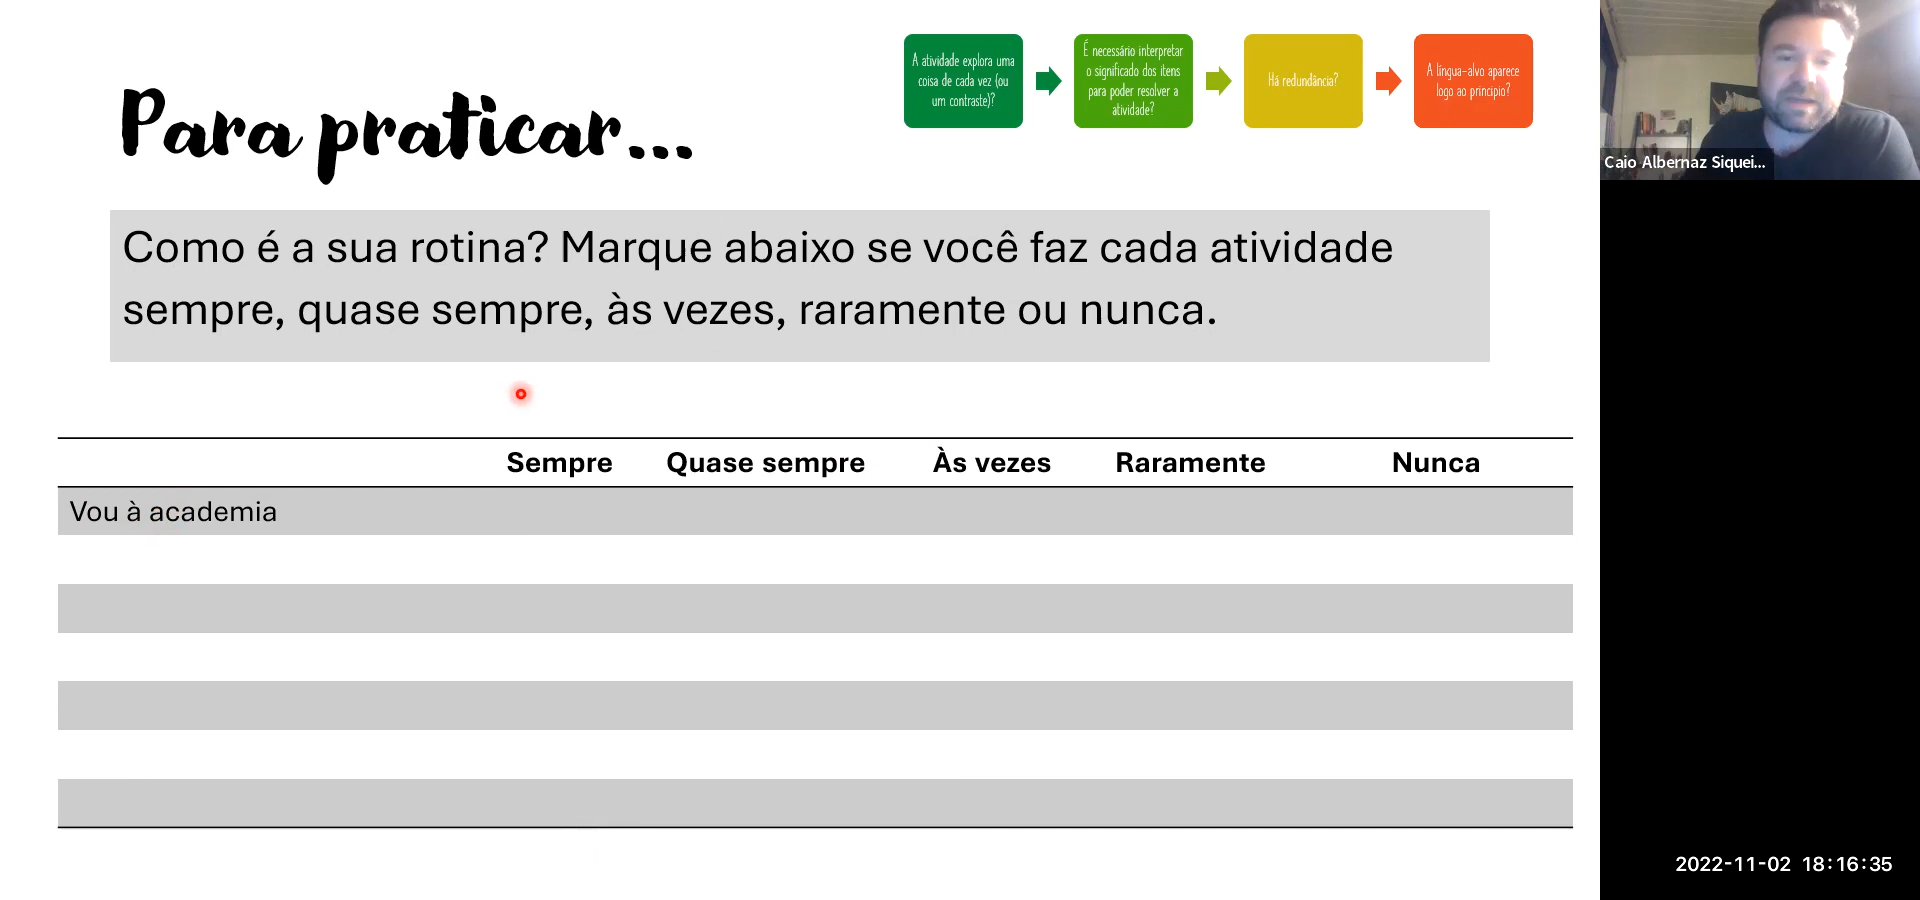 A atividade explora uma
coisa de cada vez (ou
um contraste)?
É necessário interpretar
o significado dos itens
para poder resolver a
atividade?
Há redundância?
A língua-alvo aparece
logo ao princípio?
Para praticar...
Caio Albernaz Siquei...
Como é a sua rotina? Marque abaixo se você faz cada atividade
sempre, quase sempre, às vezes, raramente ou nunca.
Sempre Quase sempre Às vezes Raramente Nunca
Vou à academia
2022-11-02 18:16:35